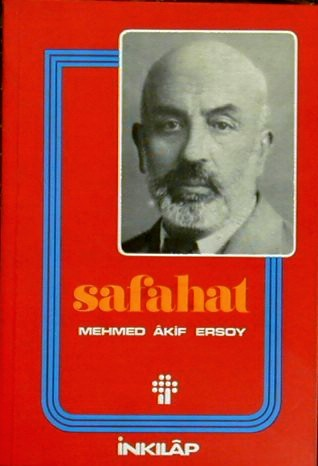 safahat
MEHMED ÂKİF ERSOY
İNKILÂP